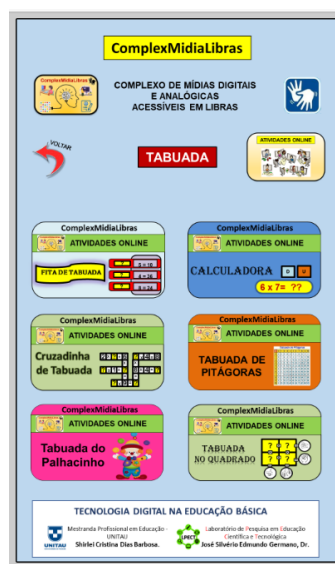 ComplexMidiaLibras
ComplexMidiaLibras
COMPLEXO DE MÍDIAS DIGITAIS
E ANALÓGICAS
ACESSÍVEIS EM LIBRAS
VOLTAR
TABUADA
ATIVIDADES ONLINE
ComplexMidiaLibras
ATIVIDADES ONLINE
FITA DE TABUADA
ComplexMidiaLibras
ATIVIDADES ONLINE
CALCULADORA
D U
6 x 7= ??
ComplexMidiaLibras
ATIVIDADES ONLINE
Cruzadinha
de Tabuada
ComplexMidiaLibras
ATIVIDADES ONLINE
TABUADA DE
PITÁGORAS
ComplexMidiaLibras
ATIVIDADES ONLINE
Tabuada do
Palhacinho
ComplexMidiaLibras
ATIVIDADES ONLINE
TABUADA
NO QUADRADO
? ?
? ?
TECNOLOGIA DIGITAL NA EDUCAÇÃO BÁSICA
UNITAU
Mestranda Profissional em Educação -
UNITAU
Shirlei Cristina Dias Barbosa.
LPECT
Laboratório de Pesquisa em Educação
Científica e Tecnológica
José Silvério Edmundo Germano, Dr.